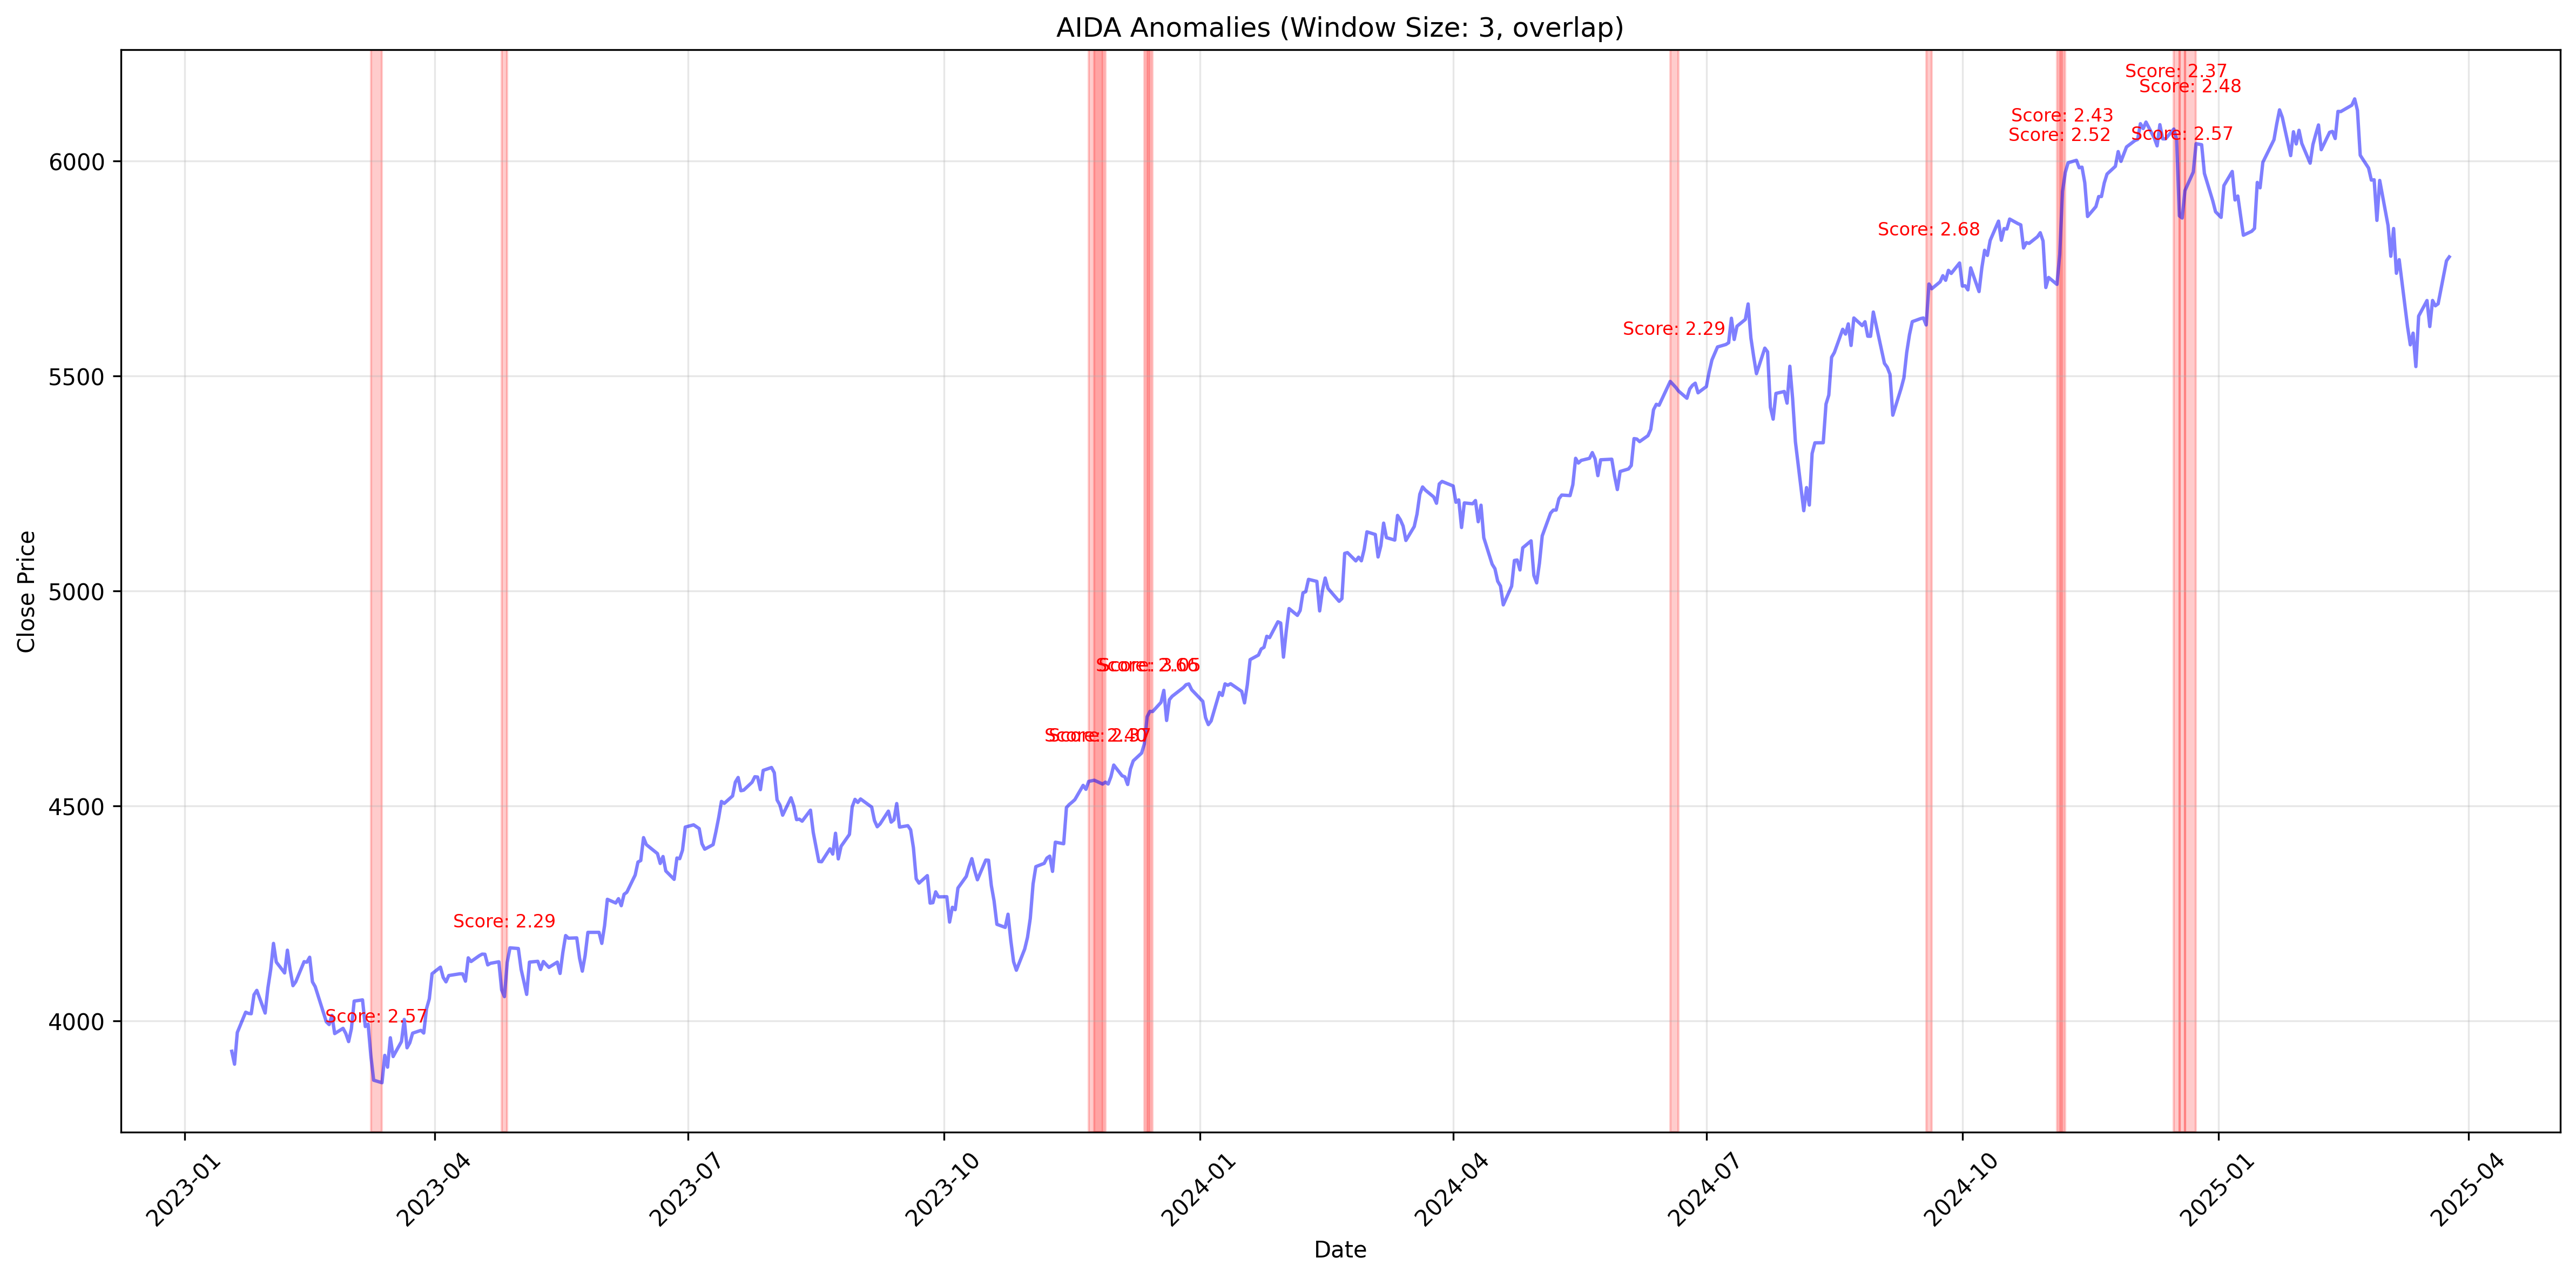 AIDA Anomalies (Window Size: 3, overlap)
Score: 2.37
Score: 2.48
Score: 2.43
Score: 2.52
Score: 2.57
Score: 2.68
Score: 2.29
Score:
Score:
Score: 2.29
Score: 2.57
6000
5500
5000
4500
4000
Close Price
2023-01
2023-04
2023-07
2023-10
2024-01
2024-04
2024-07
2024-10
2025-01
2025-04
Date